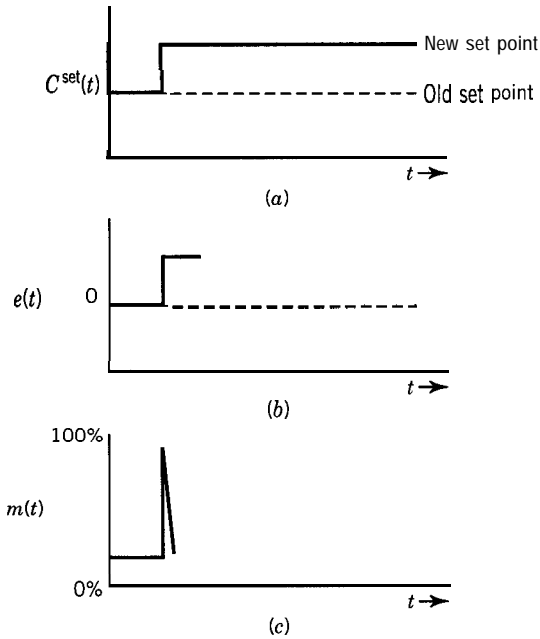 New set point
C^set(t)
Old set point
t
(a)
e(t)
0
t
(b)
100%
m(t)
0%
t
(c)